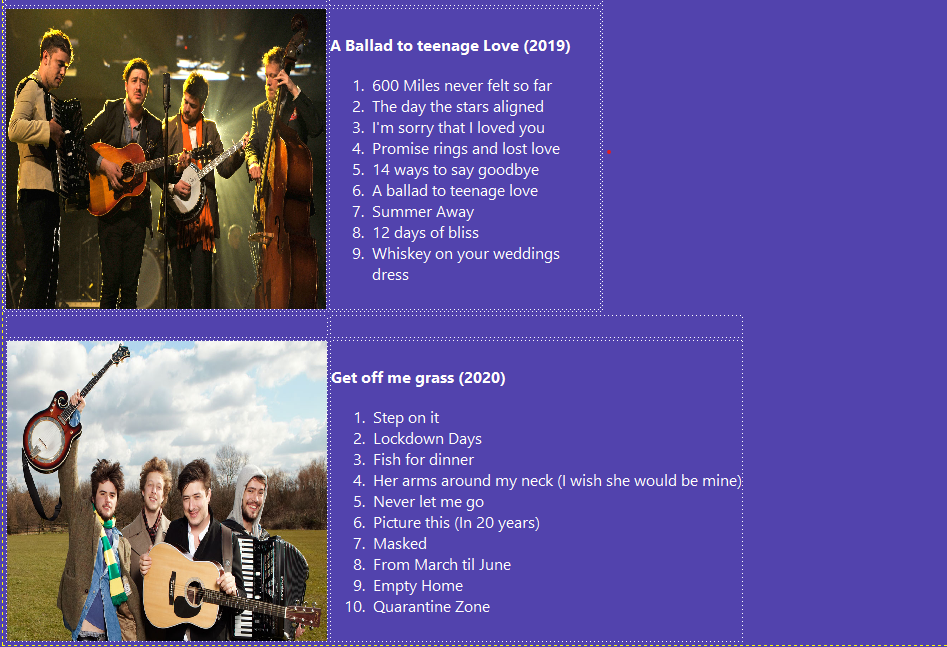 A Ballad to teenage Love (2019)
1. 600 Miles never felt so far
2. The day the stars aligned
3. I'm sorry that I loved you
4. Promise rings and lost love
5. 14 ways to say goodbye
6. A ballad to teenage love
7. Summer Away
8. 12 days of bliss
9. Whiskey on your weddings
dress
Get off me grass (2020)
1. Step on it
2. Lockdown Days
3. Fish for dinner
4. Her arms around my neck (I wish she would be mine)
5. Never let me go
6. Picture this (In 20 years)
7. Masked
8. From March til June
9. Empty Home
10. Quarantine Zone